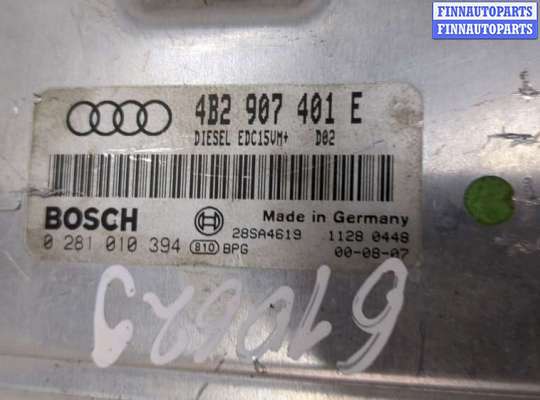 FINNAUTOPARTS
FINNAUTOPARTS
4B2 907 401 E
DIESEL EDC15VM+ D02
BOSCH
Made in Germany
28SA4619 1128 0448
0 281 010 394 810 BPG 00-08-07